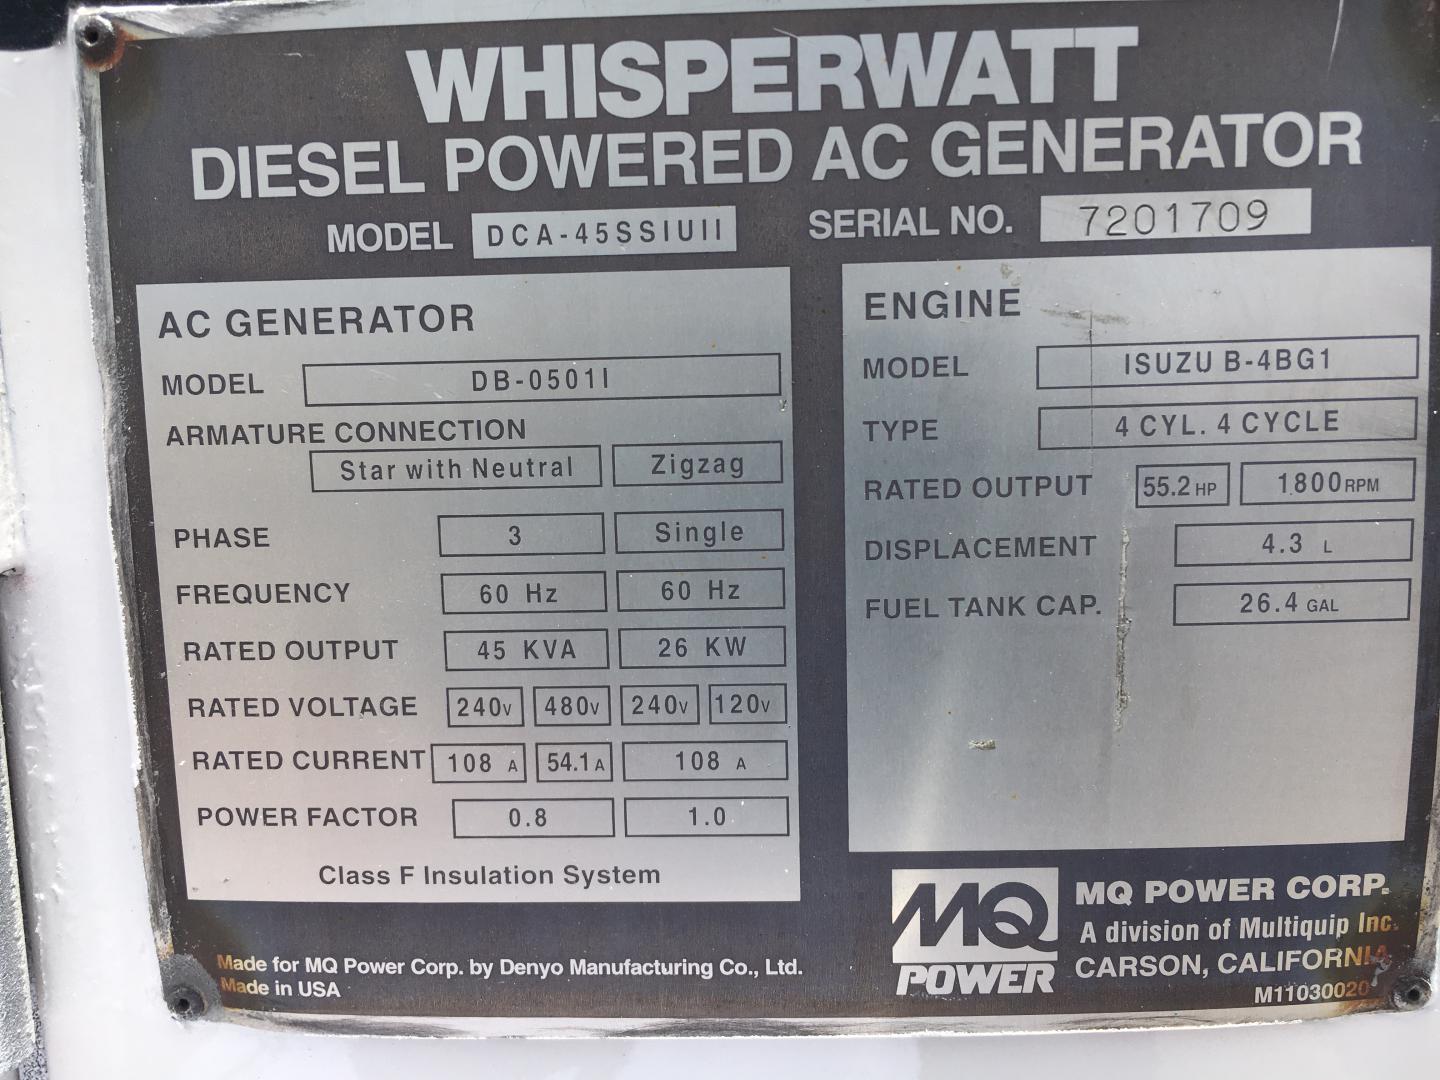 WHISPERWATT
DIESEL POWERED AC GENERATOR
MODEL DCA-45SSIUII SERIAL NO. 7201709
AC GENERATOR
MODEL DB-0501I
ARMATURE CONNECTION
Star with Neutral Zigzag
PHASE 3 Single
FREQUENCY 60 Hz 60 Hz
RATED OUTPUT 45 KVA 26 KW
RATED VOLTAGE 240V 480V 240V 120V
RATED CURRENT 108 A 54.1 A 108 A
POWER FACTOR 0.8 1.0
Class F Insulation System
ENGINE
MODEL ISUZU B-4BG1
TYPE 4 CYL. 4 CYCLE
RATED OUTPUT 55.2 HP 1800 RPM
DISPLACEMENT 4.3 L
FUEL TANK CAP. 26.4 GAL
Made for MQ Power Corp. by Denyo Manufacturing Co., Ltd.
Made in USA
MQ
POWER
MQ POWER CORP.
A division of Multiquip Inc.
CARSON, CALIFORNIA